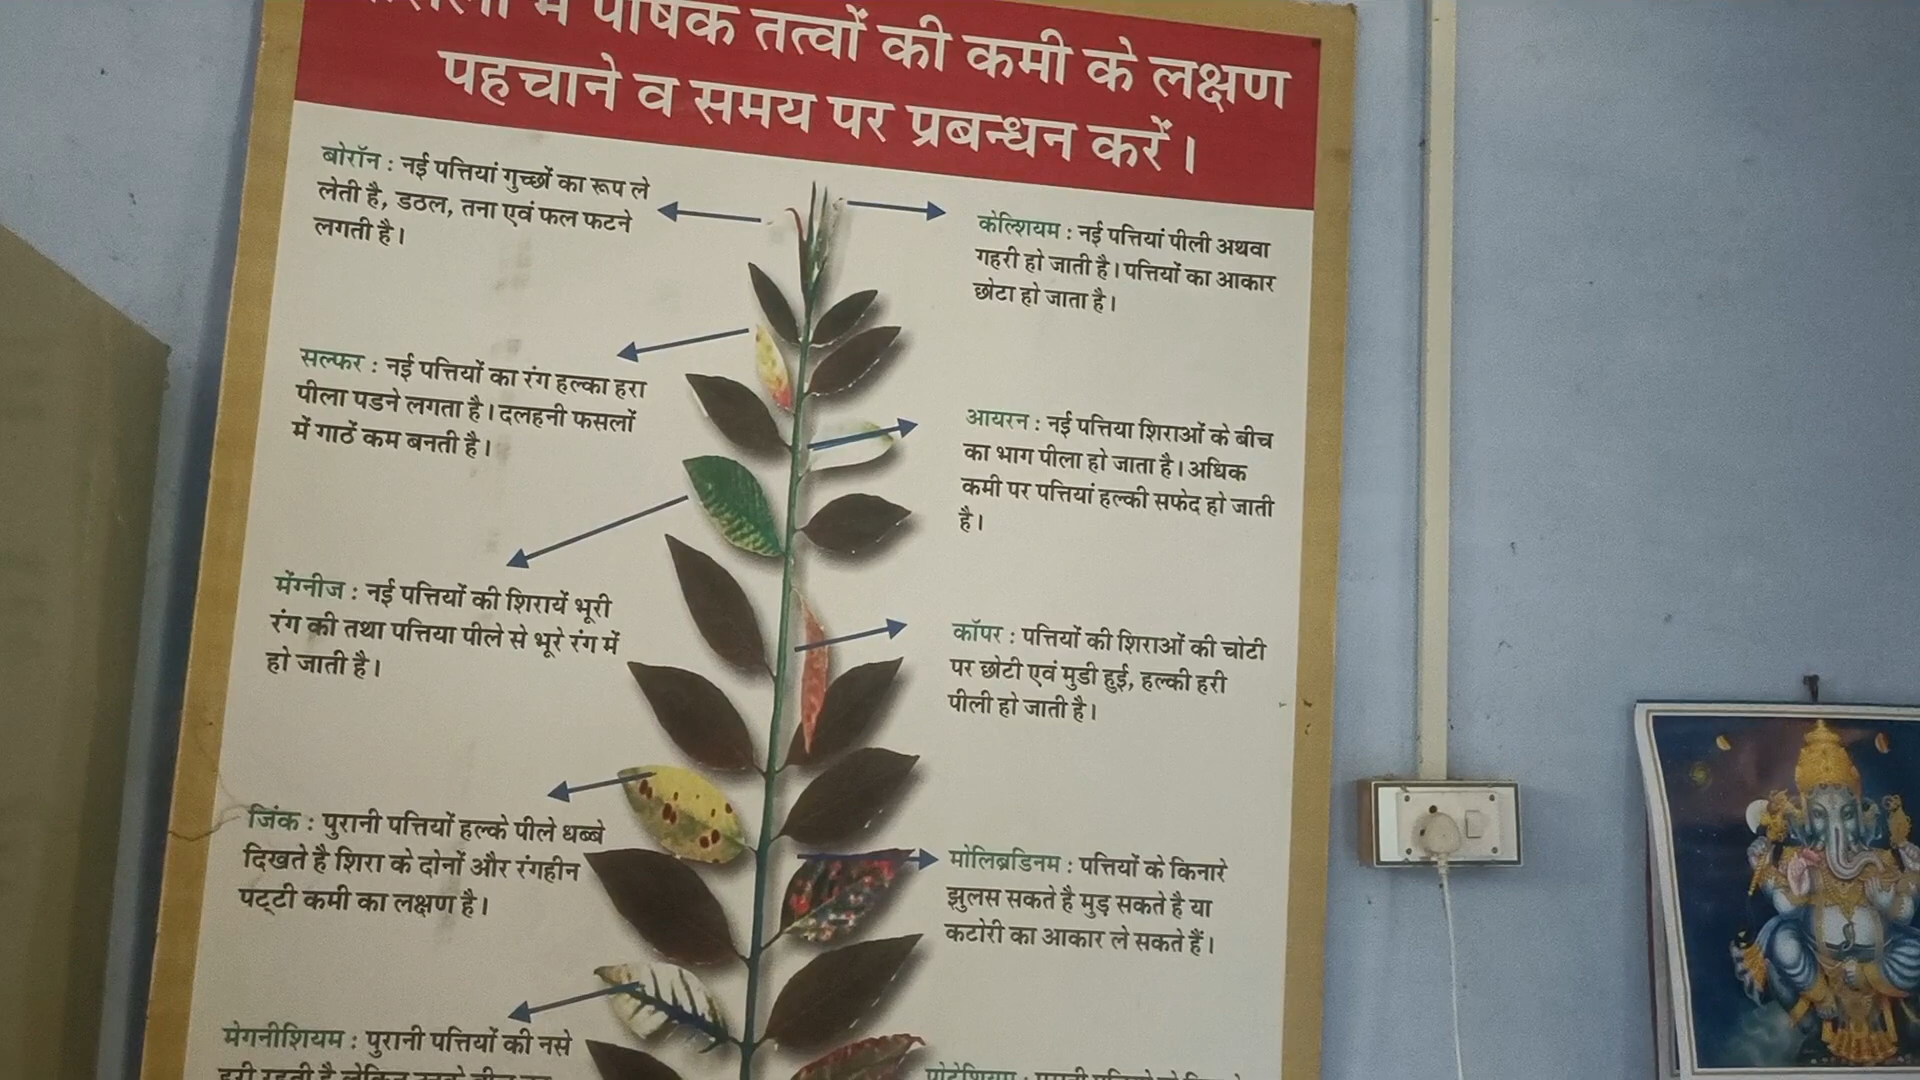 में पोषक तत्वों की कमी के लक्षण
पहचाने व समय पर प्रबन्धन करें।
बोरॉन : नई पत्तियां गुच्छों का रूप ले
लेती है, डठल, तना एवं फल फटने
लगती है।
केल्शियम : नई पत्तियां पीली अथवा
गहरी हो जाती है। पत्तियों का आकार
छोटा हो जाता है।
सल्फर : नई पत्तियों का रंग हल्का हरा
पीला पडने लगता है। दलहनी फसलों
में गाठें कम बनती है।
आयरन : नई पत्तिया शिराओं के बीच
का भाग पीला हो जाता है। अधिक
कमी पर पत्तियां हल्की सफेद हो जाती
है।
मेंग्नीज : नई पत्तियों की शिरायें भूरी
रंग की तथा पत्तिया पीले से भूरे रंग में
हो जाती है।
कॉपर : पत्तियों की शिराओं की चोटी
पर छोटी एवं मुडी हुई, हल्की हरी
पीली हो जाती है।
जिंक : पुरानी पत्तियों हल्के पीले धब्बे
दिखते है शिरा के दोनों और रंगहीन
पट्टी कमी का लक्षण है।
मोलिब्रडिनम : पत्तियों के किनारे
झुलस सकते है मुड़ सकते है या
कटोरी का आकार ले सकते हैं।
मेगनीशियम : पुरानी पत्तियों की नसे